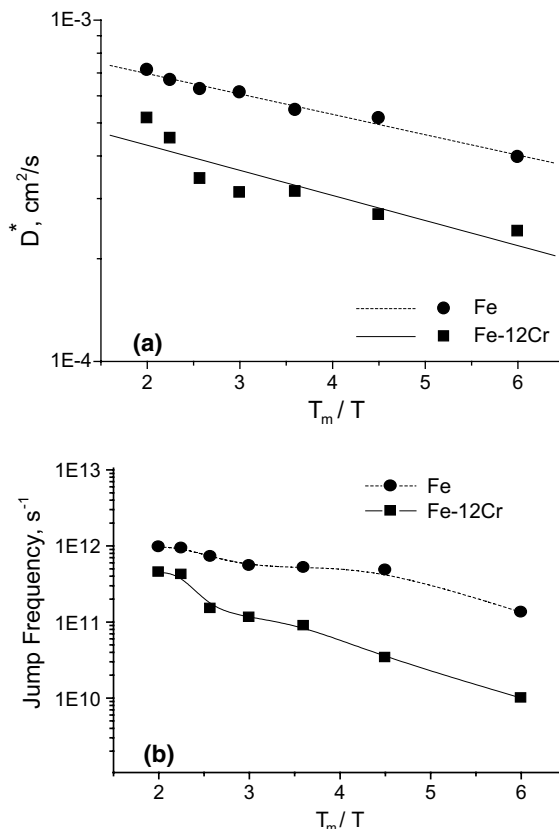 1E-3
D*, cm²/s
Fe
Fe-12Cr
(a)
1E-4
2 3 4 5 6
Tₘ / T
1E13
Fe
Fe-12Cr
1E12
Jump Frequency, s⁻¹
1E11
1E10
(b)
2 3 4 5 6
Tₘ / T